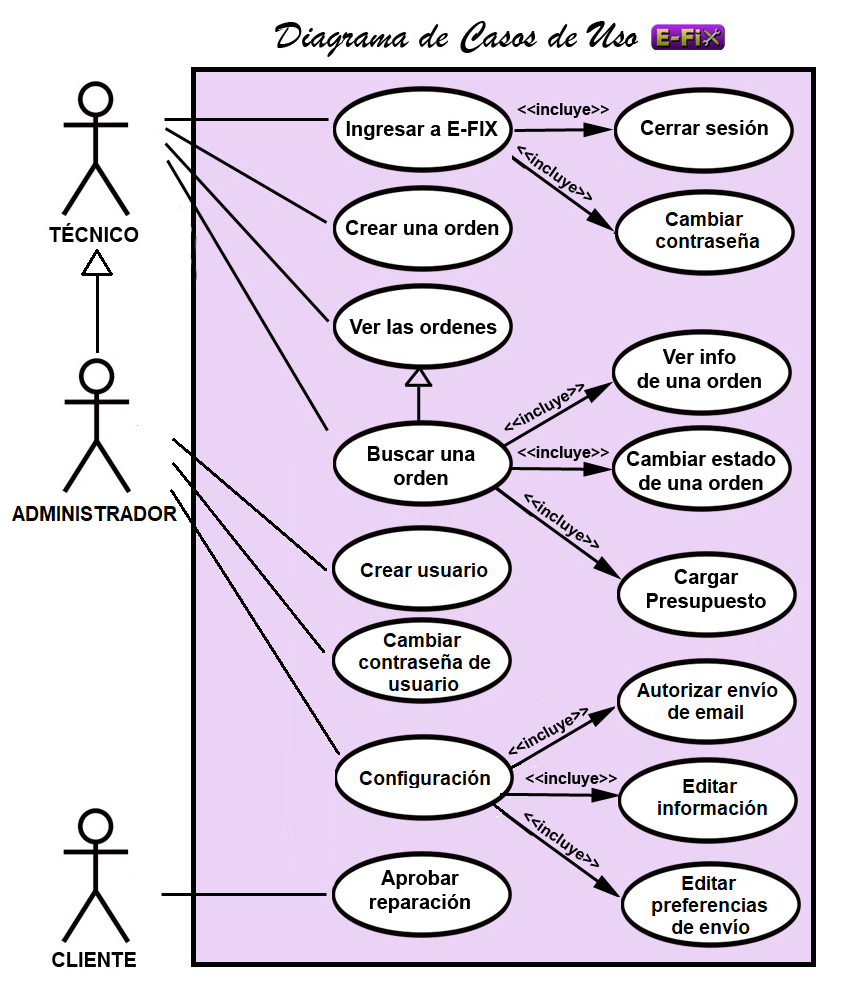 Diagrama de Casos de Uso E-Fix
TÉCNICO
Ingresar a E-FIX
<<incluye>>
Cerrar sesión
<<incluye>>
Cambiar
contraseña
Crear una orden
Ver las ordenes
ADMINISTRADOR
Buscar una
orden
<<incluye>>
Ver info
de una orden
<<incluye>>
Cambiar estado
de una orden
<<incluye>>
Cargar
Presupuesto
Crear usuario
Cambiar
contraseña de
usuario
Configuración
<<incluye>>
Autorizar envío
de email
<<incluye>>
Editar
información
<<incluye>>
Editar
preferencias
de envío
CLIENTE
Aprobar
reparación